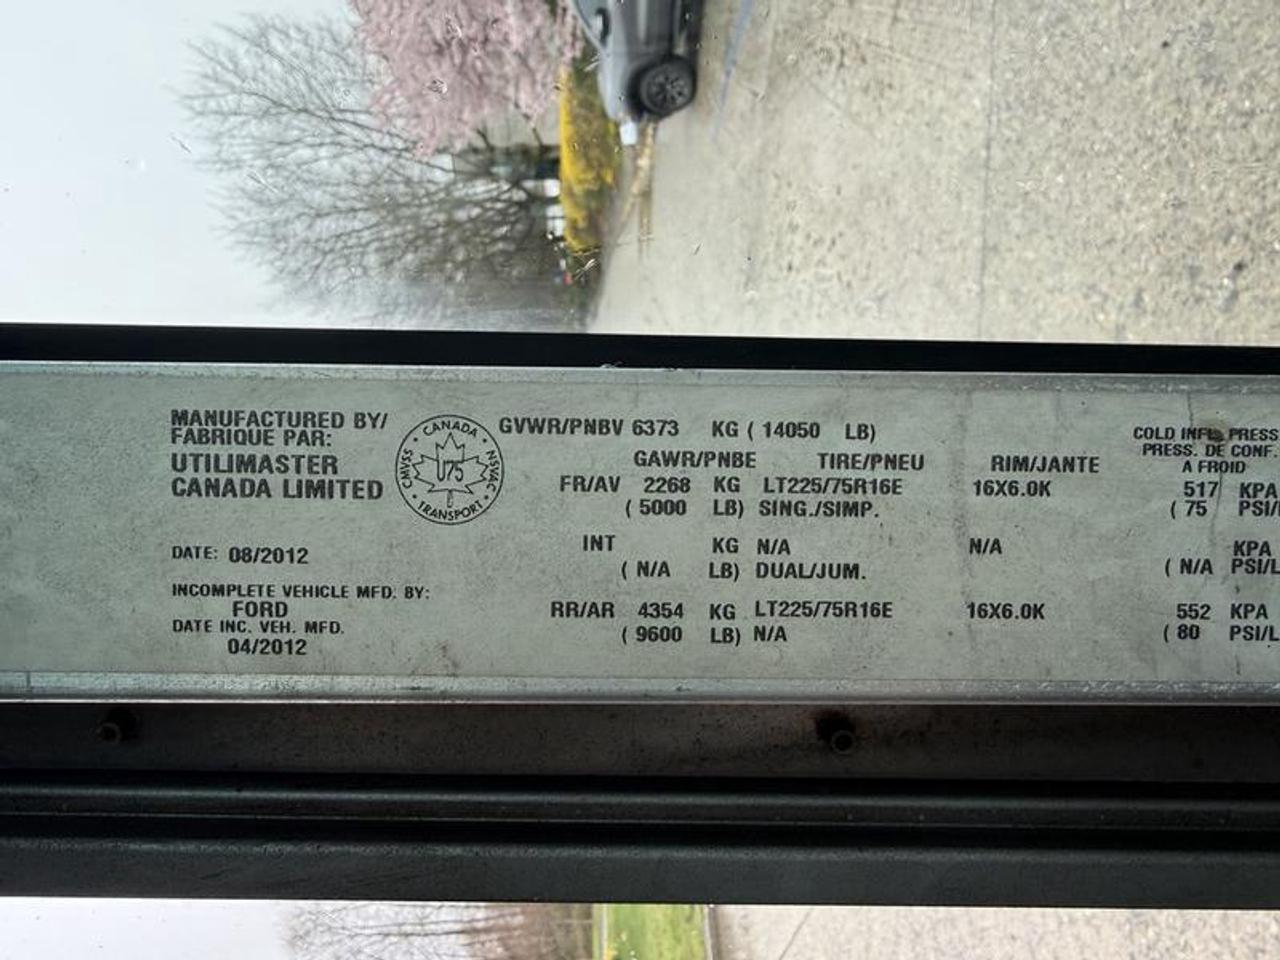 MANUFACTURED BY/
FABRIQUE PAR:
UTILIMASTER
CANADA LIMITED
DATE: 08/2012
INCOMPLETE VEHICLE MFD. BY:
FORD
DATE INC. VEH. MFD.
04/2012
CANADA
CMVSS U75 NSVAC
TRANSPORT
GVWR/PNBV 6373 KG ( 14050 LB)
GAWR/PNBE TIRE/PNEU RIM/JANTE COLD INFL. PRESS
PRESS. DE CONF.
A FROID
FR/AV 2268 KG LT225/75R16E 16X6.0K 517 KPA
( 5000 LB) SING./SIMP. ( 75 PSI/
INT KG N/A N/A KPA
( N/A LB) DUAL/JUM. ( N/A PSI/L
RR/AR 4354 KG LT225/75R16E 16X6.0K 552 KPA
( 9600 LB) N/A ( 80 PSI/L